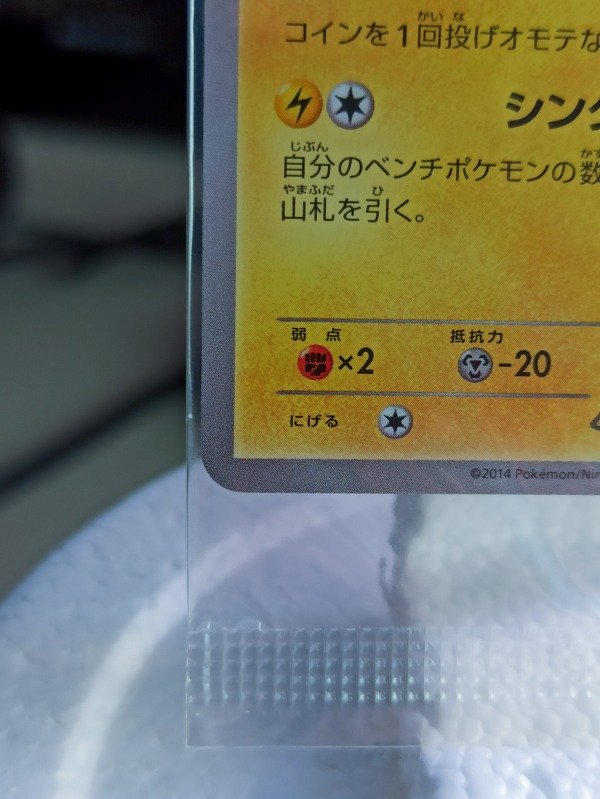 コインを1回投げオモテな
シンク
自分のベンチポケモンの数
山札を引く。
弱点 抵抗力
×2 -20
にげる
©2014 Pokémon/Nin